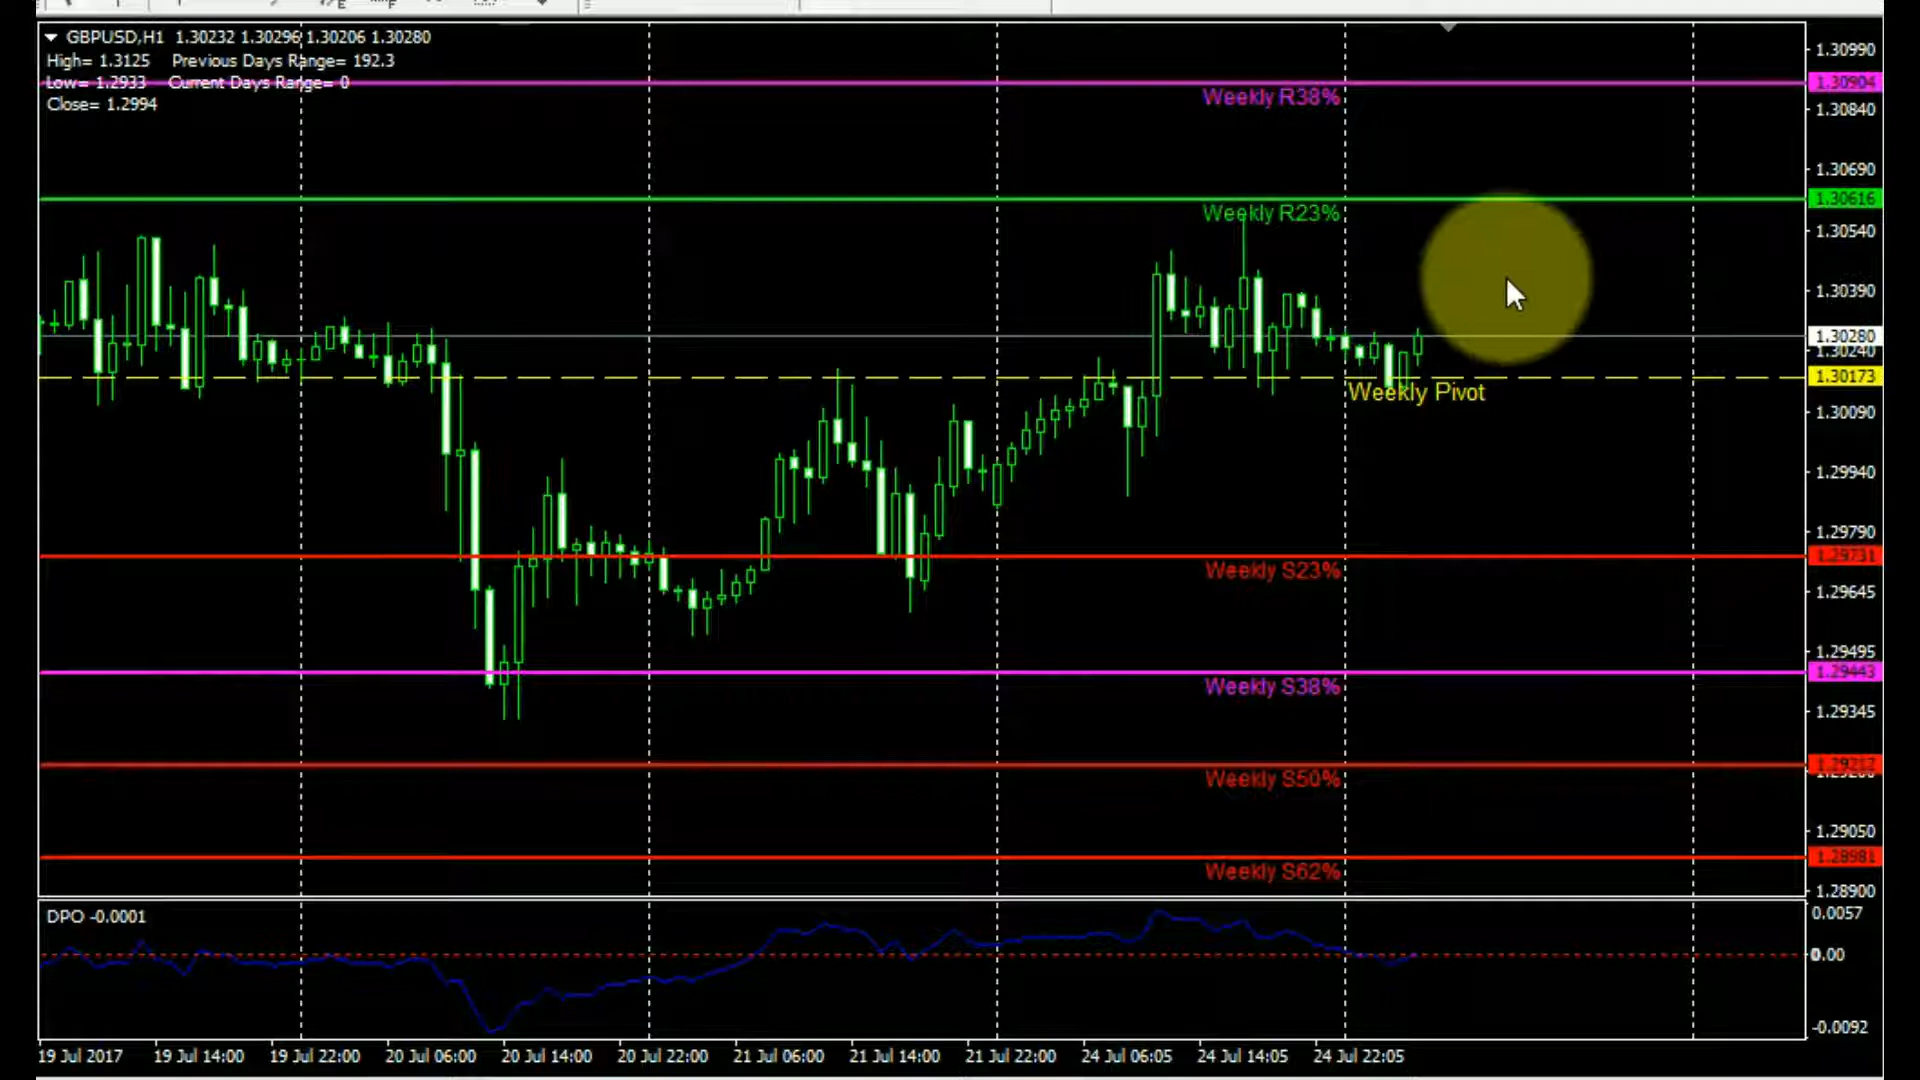 GBPUSD,H1 1.30232 1.30296 1.30206 1.30280
High= 1.3125 Previous Days Range= 192.3
Low= 1.2933 Current Days Range= 0
Close= 1.2994
1.30990
1.30904
Weekly R38%
1.30840
1.30690
1.30616
Weekly R23%
1.30540
1.30390
1.30280
1.30240
1.30173
Weekly Pivot
1.30090
1.29940
1.29790
1.29731
Weekly S23%
1.29645
1.29495
1.29443
Weekly S38%
1.29345
1.29212
Weekly S50%
1.29050
1.28981
Weekly S62%
1.28900
DPO -0.0001
0.0057
0.00
-0.0092
19 Jul 2017 19 Jul 14:00 19 Jul 22:00 20 Jul 06:00 20 Jul 14:00 20 Jul 22:00 21 Jul 06:00 21 Jul 14:00 21 Jul 22:00 24 Jul 06:05 24 Jul 14:05 24 Jul 22:05